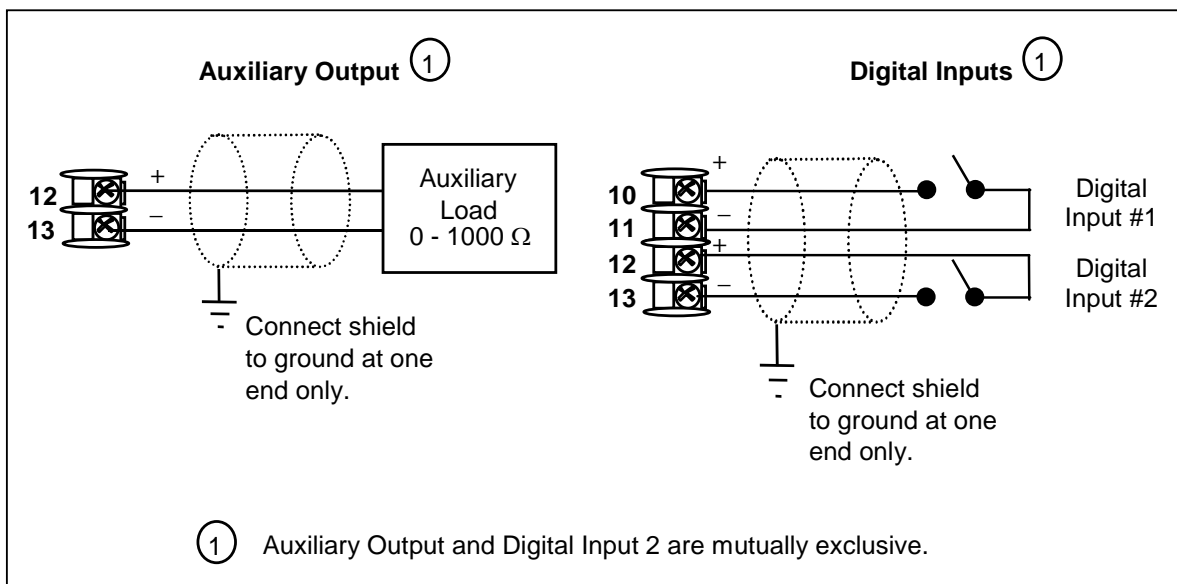 Auxiliary Output 1
12
13
+
–
Auxiliary
Load
0 - 1000 Ω
Connect shield
to ground at one
end only.
Digital Inputs 1
10
11
12
13
+
–
+
–
Digital
Input #1
Digital
Input #2
Connect shield
to ground at one
end only.
1 Auxiliary Output and Digital Input 2 are mutually exclusive.